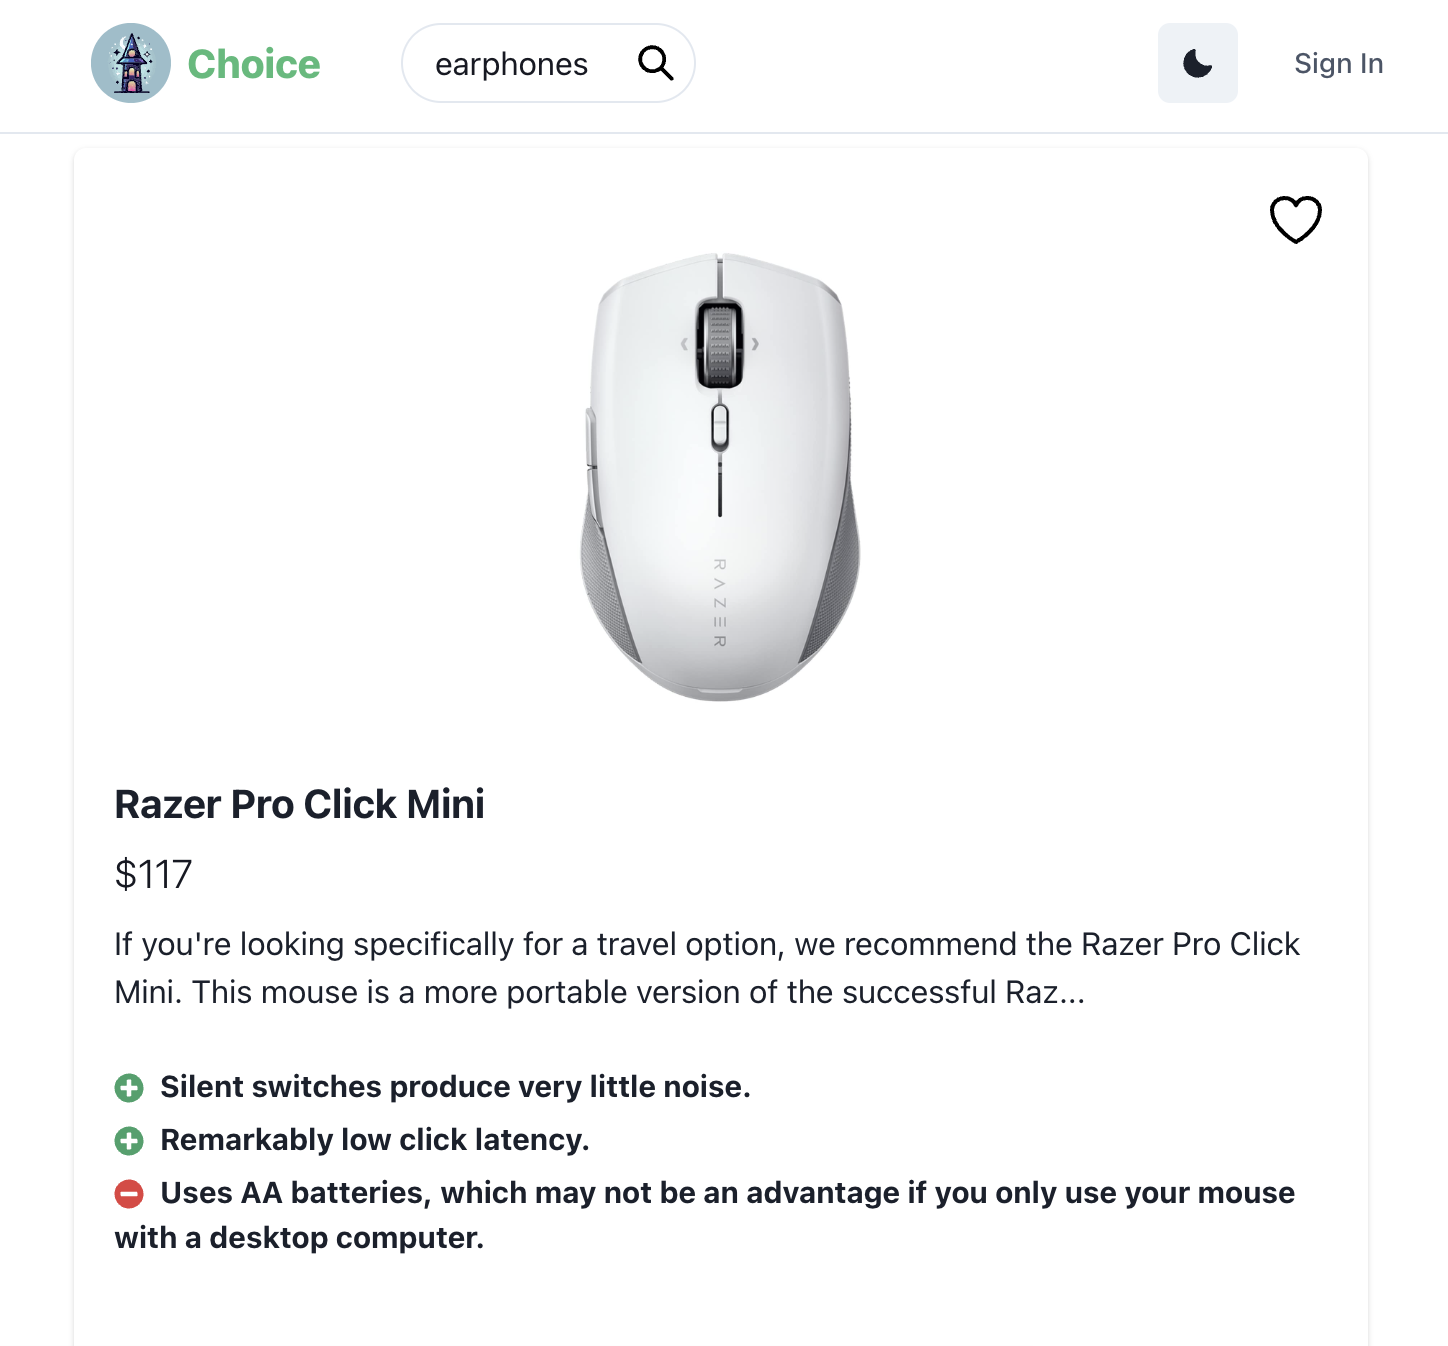 Choice
earphones
Sign In
RAZER
Razer Pro Click Mini
$117
If you're looking specifically for a travel option, we recommend the Razer Pro Click
Mini. This mouse is a more portable version of the successful Raz...
Silent switches produce very little noise.
Remarkably low click latency.
Uses AA batteries, which may not be an advantage if you only use your mouse
with a desktop computer.